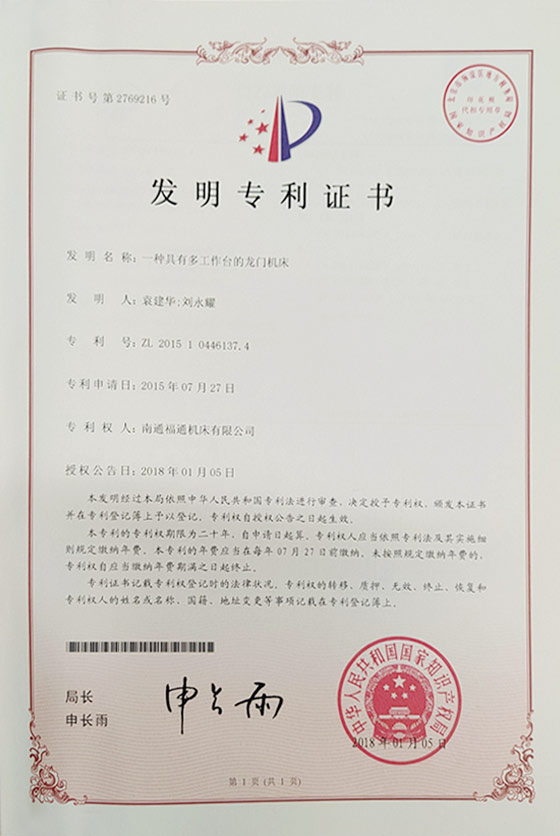 证书号第2769216号
代扣专用章
发明专利证书
发明名称：一种具有多工作台的龙门机床
发明人：袁建华;刘永耀
专利号：ZL 2015 1 0446137.4
专利申请日：2015年07月27日
专利权人：南通福通机床有限公司
授权公告日：2018年01月05日
本发明经过本局依照中华人民共和国专利法进行审查，决定授予专利权，颁发本证书
并在专利登记簿上予以登记。专利权自授权公告之日起生效。
本专利的专利权期限为二十年，自申请日起算。专利权人应当依照专利法及其实施细
则规定缴纳年费。本专利的年费应当在每年07月27日前缴纳。未按照规定缴纳年费的，
专利权自应当缴纳年费期满之日起终止。
专利证书记载专利权登记时的法律状况。专利权的转移、质押、无效、终止、恢复和
专利权人的姓名或名称、国籍、地址变更等事项记载在专利登记簿上。
局长
申长雨
申长雨
中华人民共和国国家知识产权局
2018年01月05日
第1页(共1页)